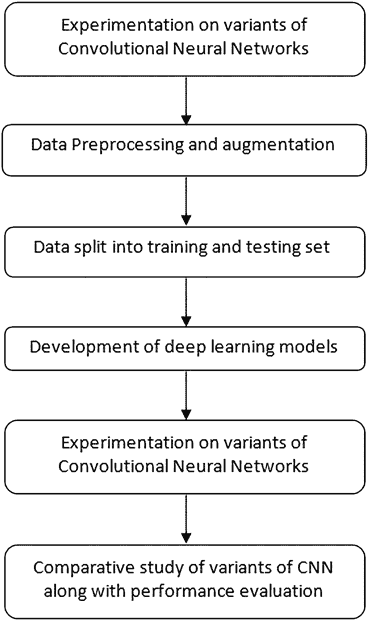 Experimentation on variants of
Convolutional Neural Networks
Data Preprocessing and augmentation
Data split into training and testing set
Development of deep learning models
Experimentation on variants of
Convolutional Neural Networks
Comparative study of variants of CNN
along with performance evaluation